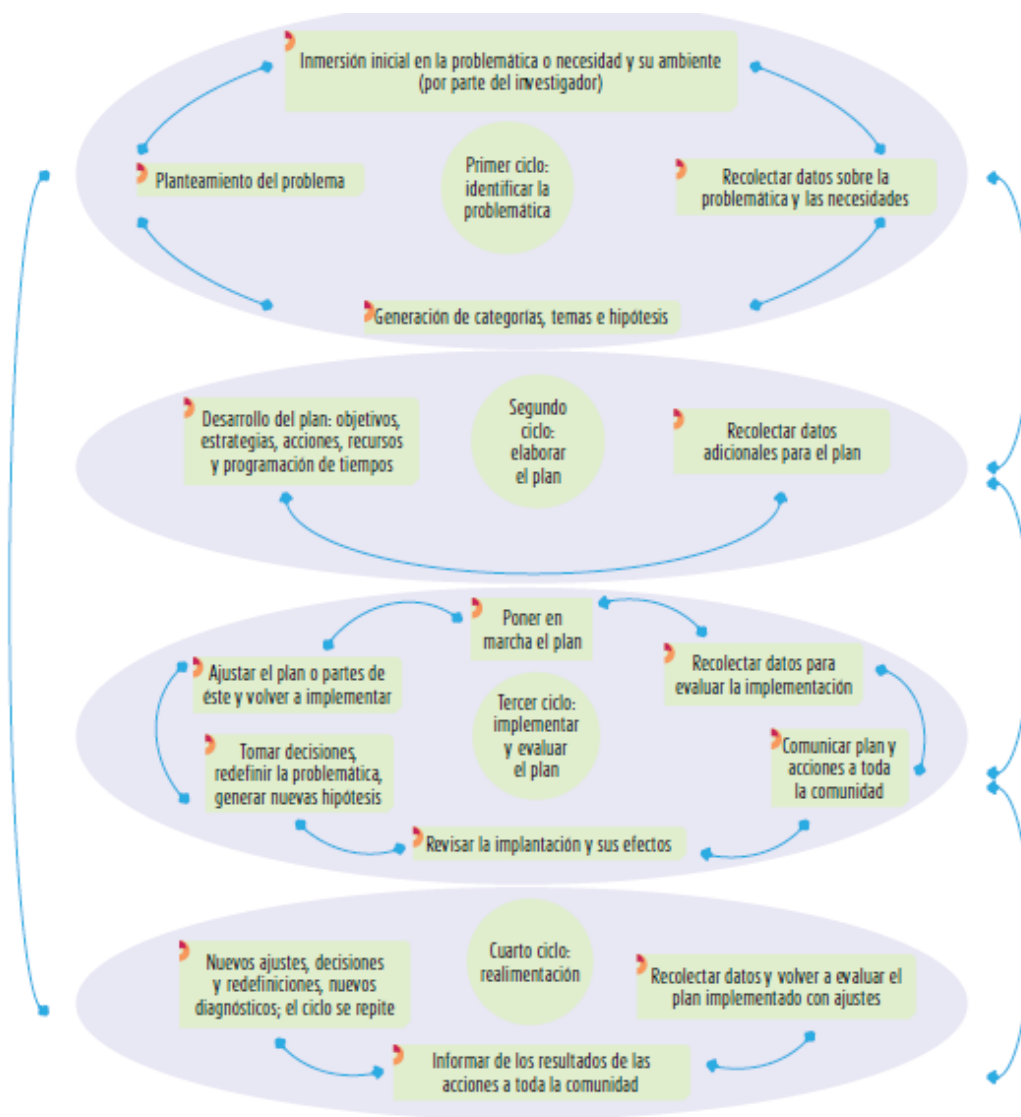 Inmersión inicial en la problemática o necesidad y su ambiente
(por parte del investigador)
Primer ciclo:
identificar la
problemática
Planteamiento del problema
Recolectar datos sobre la
problemática y las necesidades
Generación de categorías, temas e hipótesis
Segundo
ciclo:
elaborar
el plan
Desarrollo del plan: objetivos,
estrategias, acciones, recursos
y programación de tiempos
Recolectar datos
adicionales para el plan
Poner en
marcha el plan
Ajustar el plan o partes de
éste y volver a implementar
Recolectar datos para
evaluar la implementación
Tercer ciclo:
implementar
y evaluar
el plan
Tomar decisiones,
redefinir la problemática,
generar nuevas hipótesis
Comunicar plan y
acciones a toda
la comunidad
Revisar la implantación y sus efectos
Cuarto ciclo:
realimentación
Nuevos ajustes, decisiones
y redefiniciones, nuevos
diagnósticos; el ciclo se repite
Recolectar datos y volver a evaluar el
plan implementado con ajustes
Informar de los resultados de las
acciones a toda la comunidad